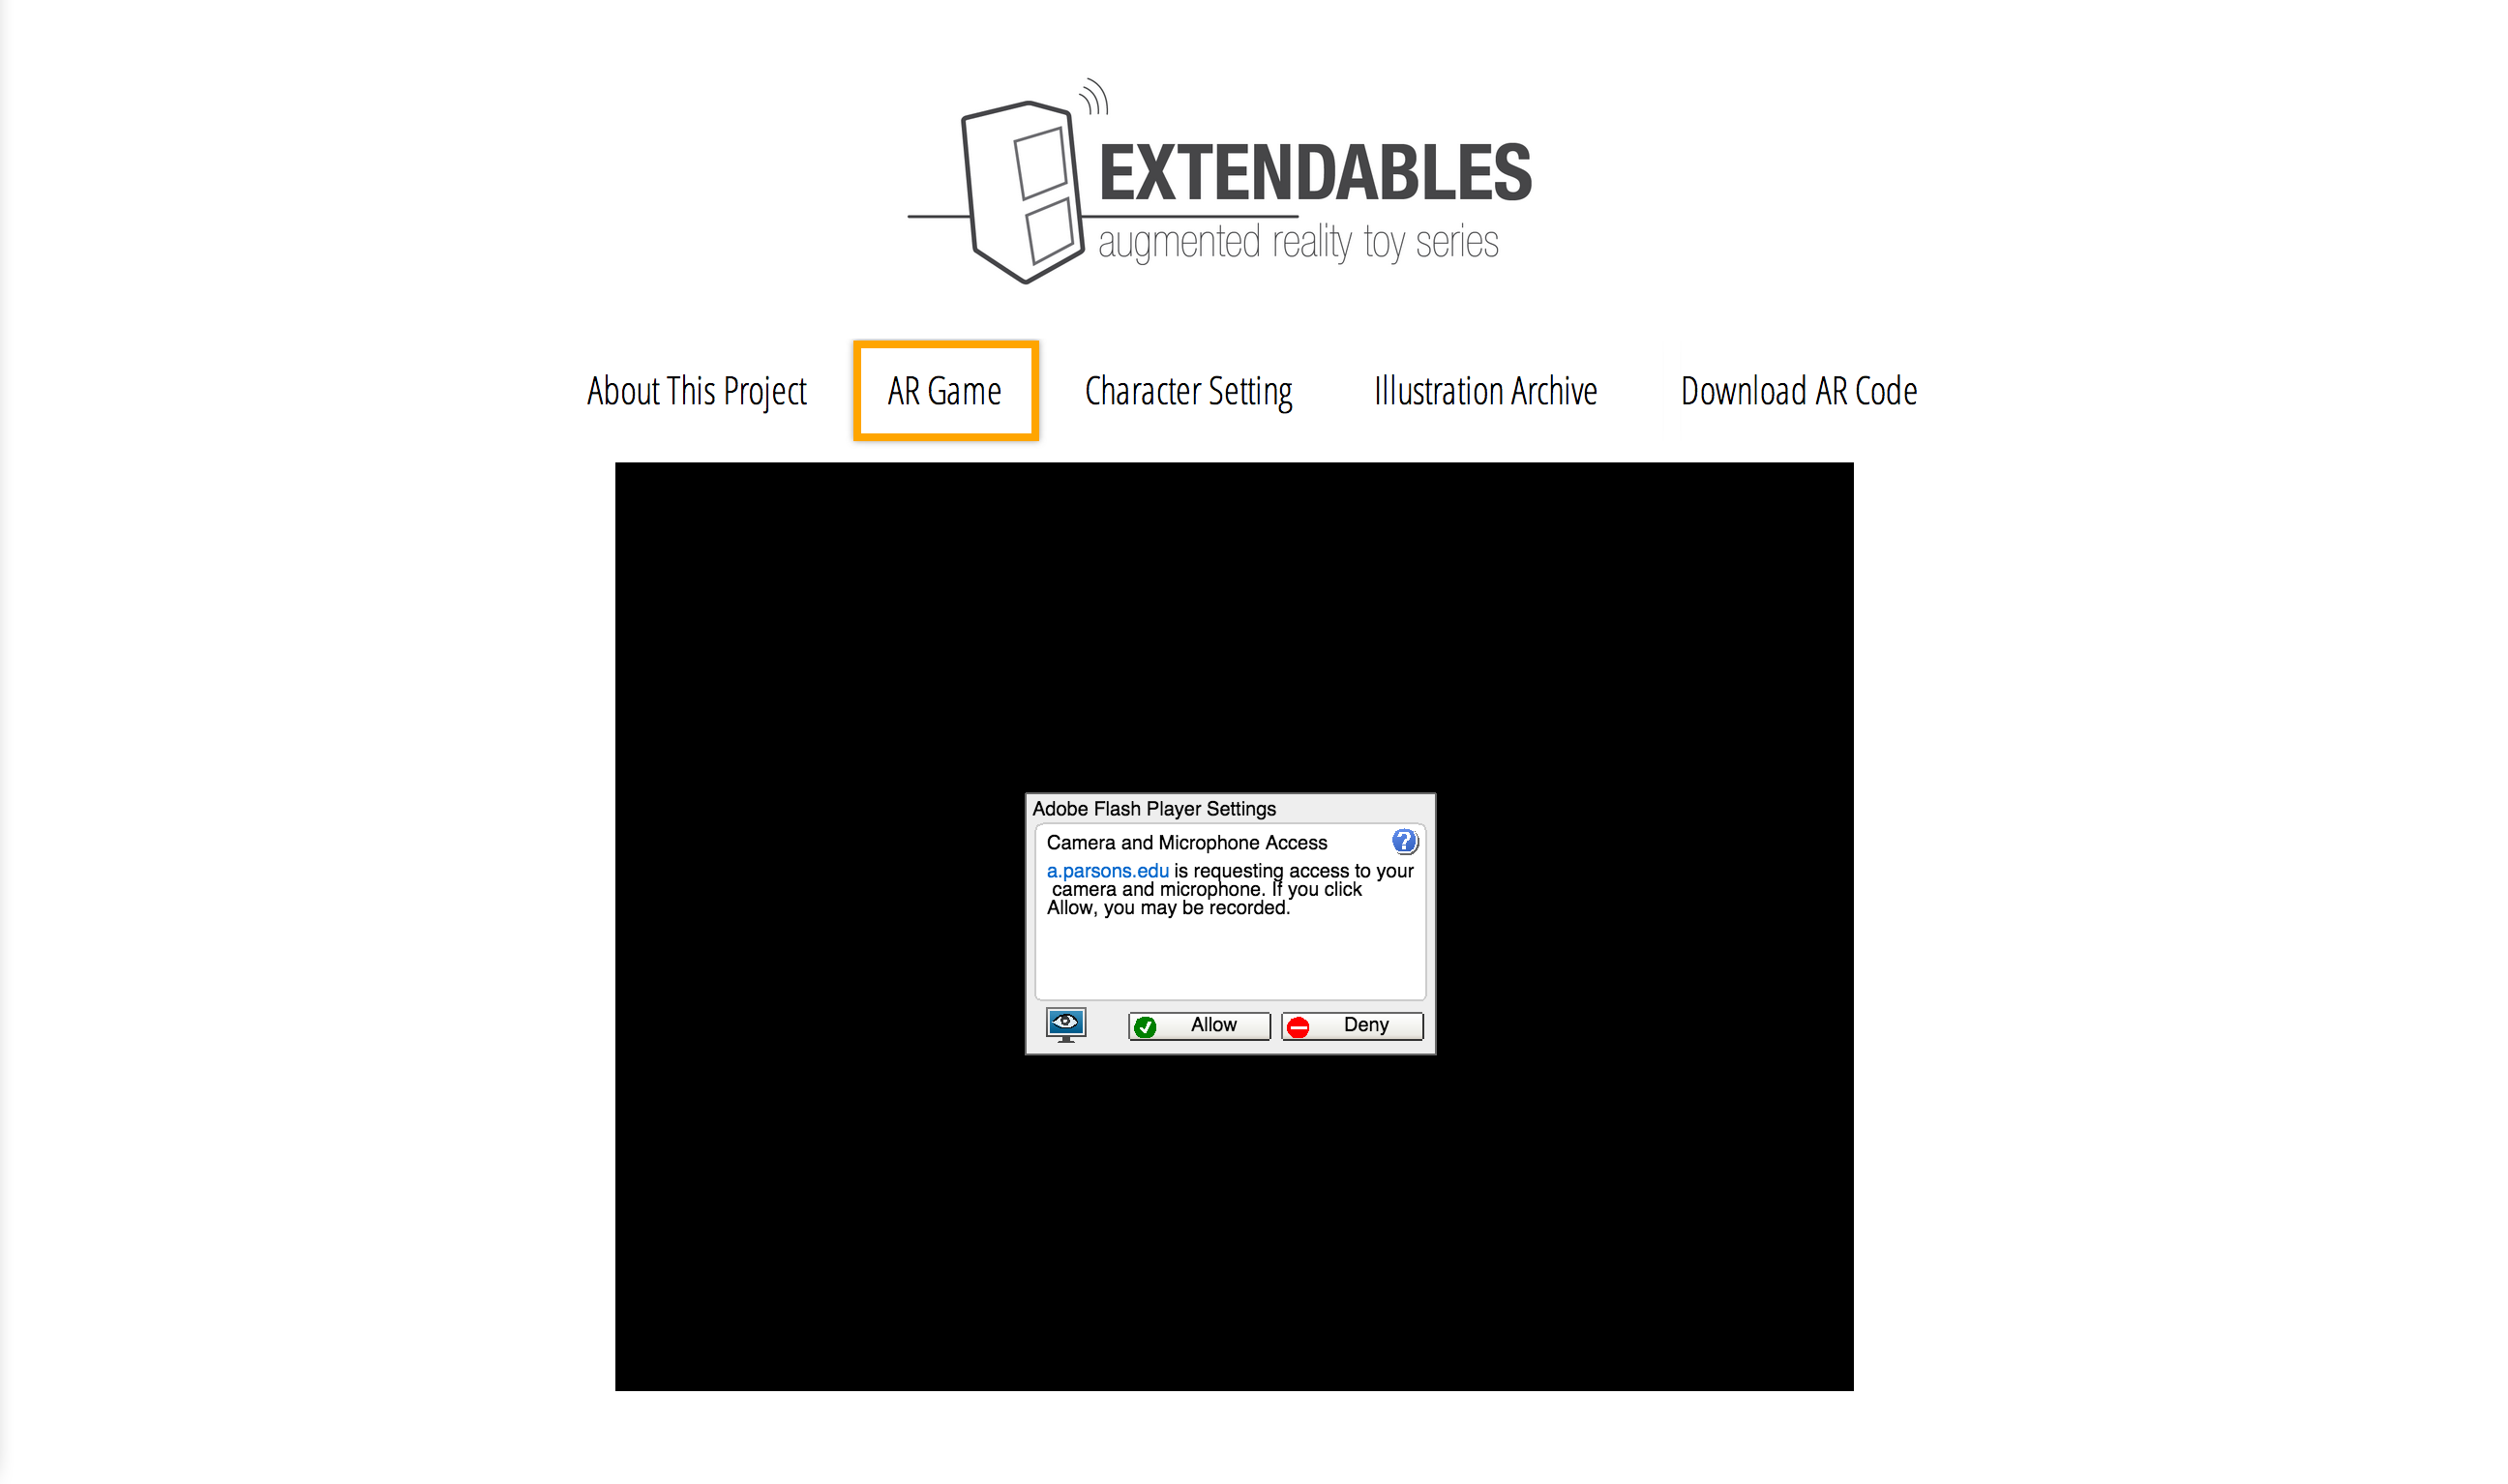 EXTENDABLES
augmented reality toy series
About This Project
AR Game
Character Setting
Illustration Archive
Download AR Code
Adobe Flash Player Settings
Camera and Microphone Access
a.parsons.edu is requesting access to your
camera and microphone. If you click
Allow, you may be recorded.
Allow
Deny